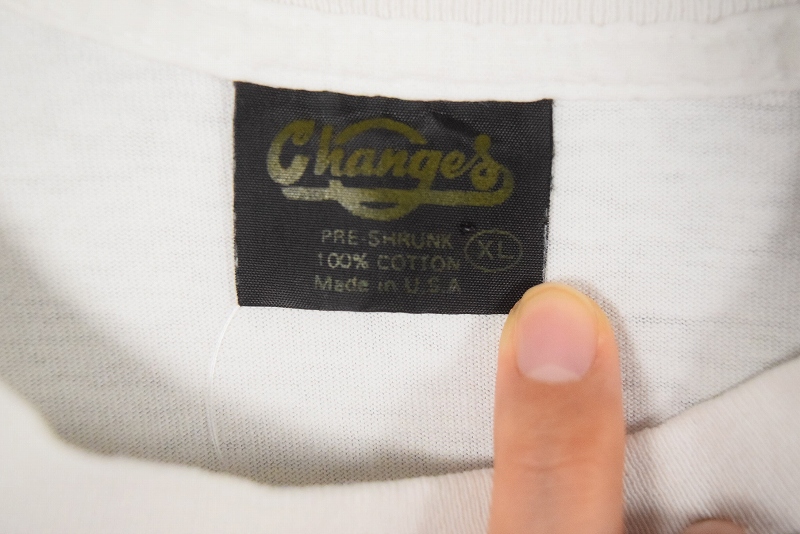 Changes
PRE-SHRUNK
XL
100% COTTON
Made in U.S.A